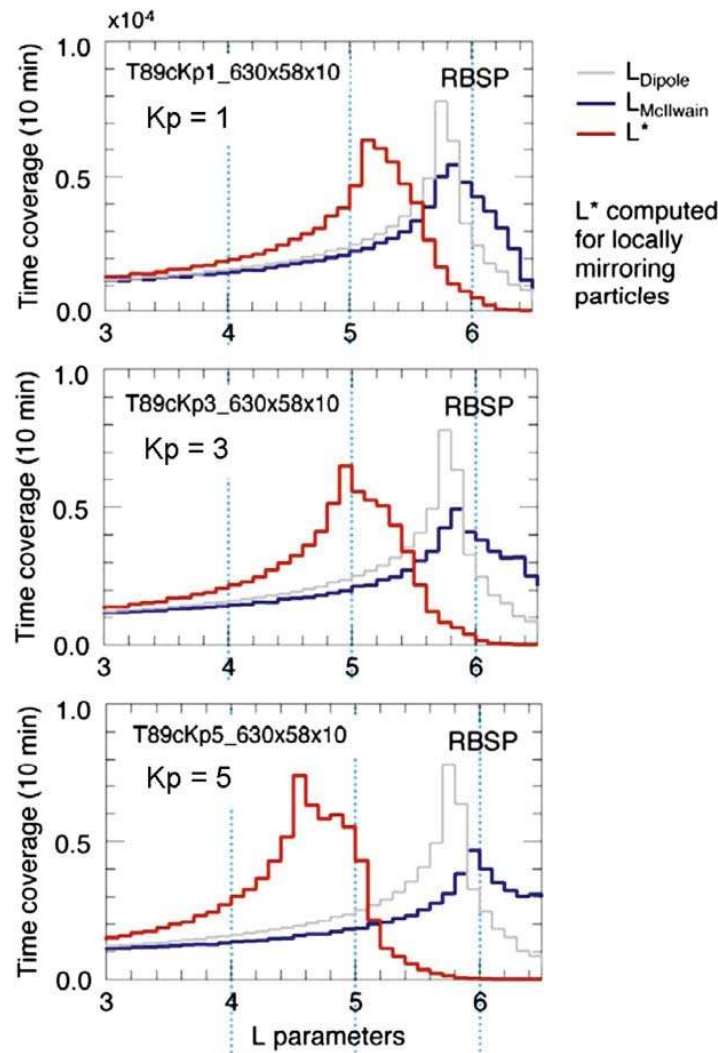 x10⁴
1.0
T89cKp1_630x58x10
RBSP
Kp = 1
Time coverage (10 min)
0.5
0.0
3 4 5 6
L_Dipole
L_McIlwain
L*
L* computed
for locally
mirroring
particles
1.0
T89cKp3_630x58x10
RBSP
Kp = 3
Time coverage (10 min)
0.5
0.0
3 4 5 6
1.0
T89cKp5_630x58x10
RBSP
Kp = 5
Time coverage (10 min)
0.5
0.0
3 4 5 6
L parameters